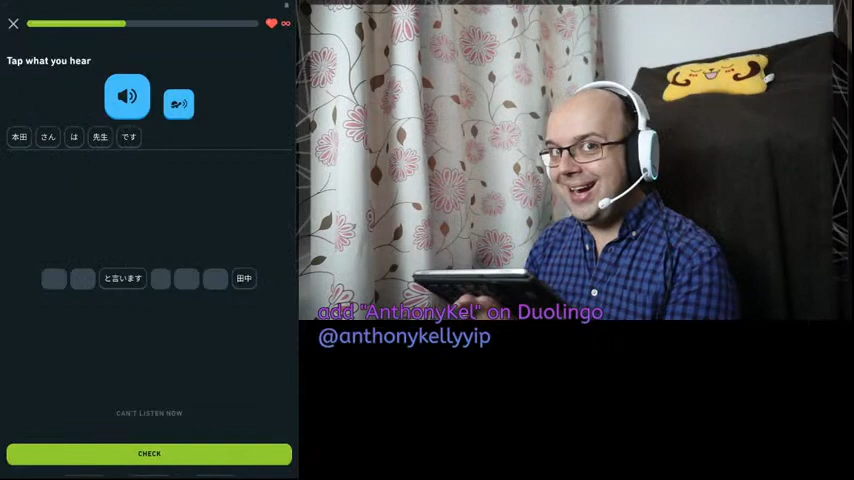 Tap what you hear
本田 さん は 先生 です
と言います 田中
CAN'T LISTEN NOW
CHECK
add "AnthonyKel" on Duolingo
@anthonykellyyip